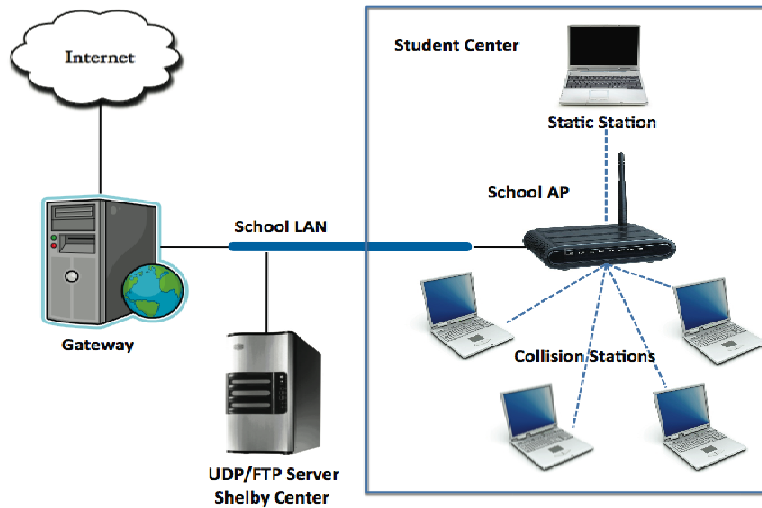 Internet
Student Center
Static Station
School AP
School LAN
Gateway
Collision Stations
UDP/FTP Server
Shelby Center